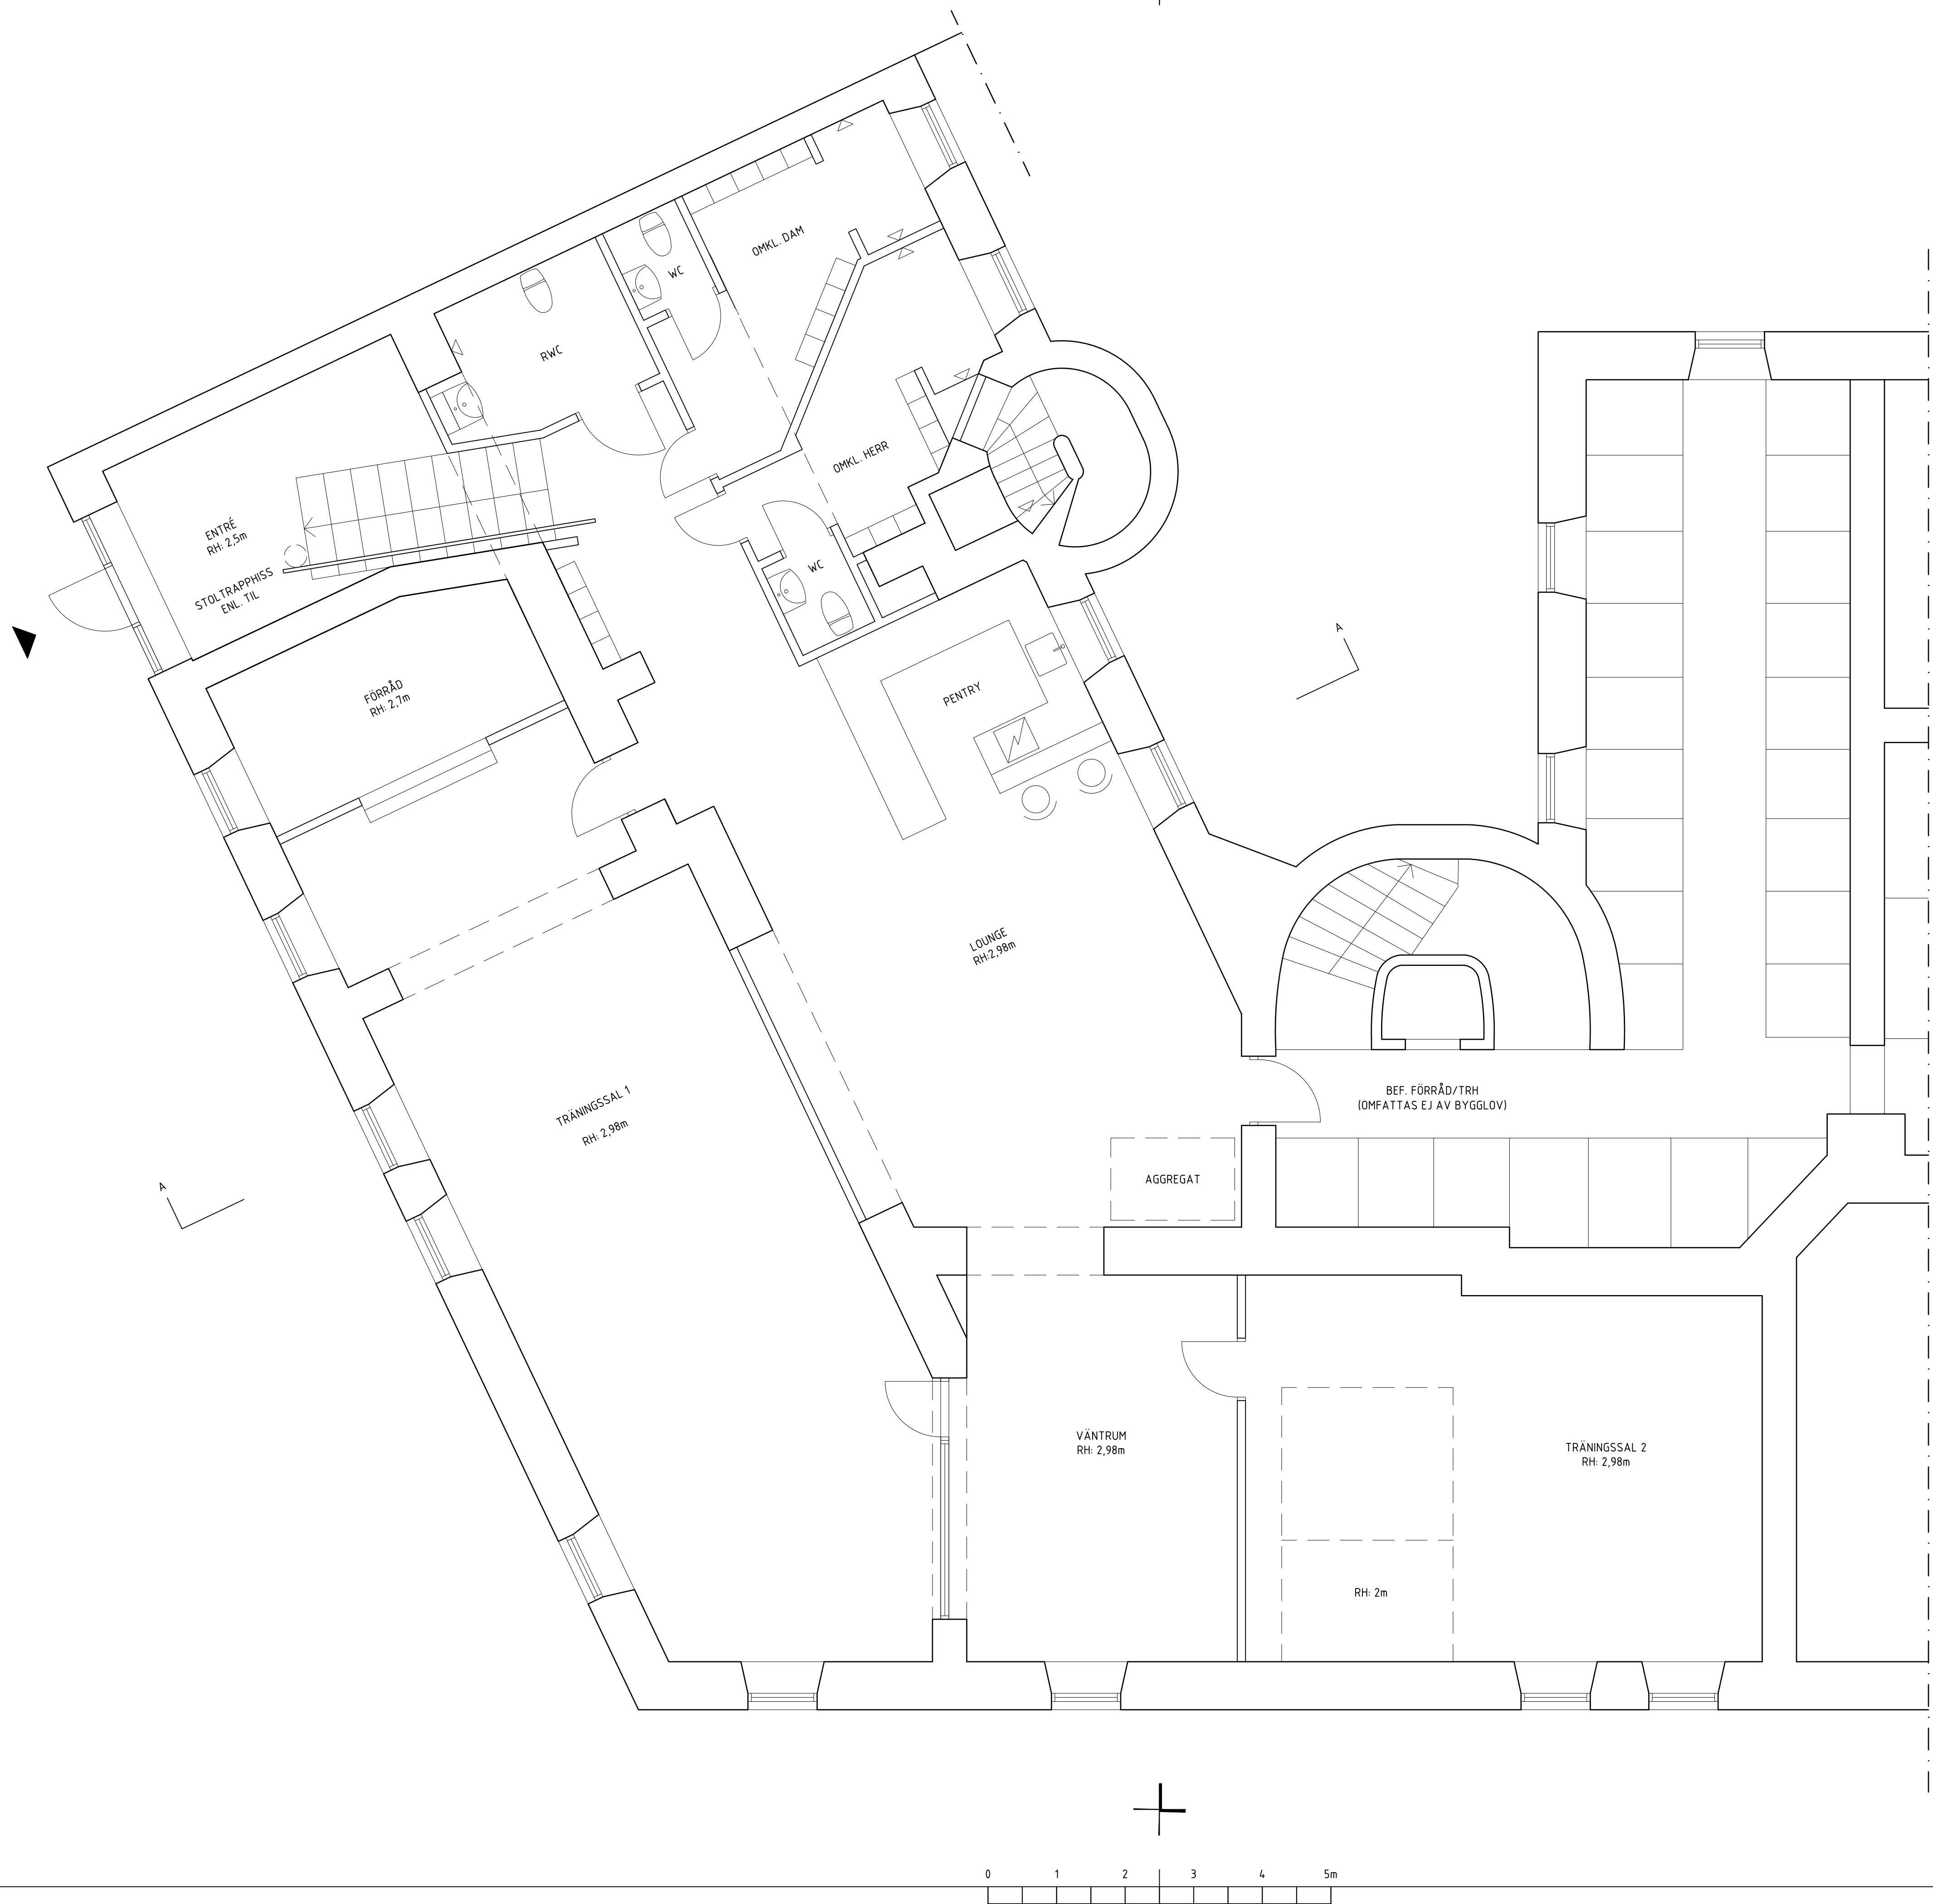 OMKL. DAM
WC
RWC
OMKL. HERR
ENTRÉ
RH: 2,5m
STOLTRAPPHISS
ENL. TIL
WC
A
FÖRRÅD
RH: 2,7m
PENTRY
LOUNGE
RH:2,98m
TRÄNINGSSAL 1
RH: 2,98m
BEF. FÖRRÅD/TRH
(OMFATTAS EJ AV BYGGLOV)
A
AGGREGAT
VÄNTRUM
RH: 2,98m
TRÄNINGSSAL 2
RH: 2,98m
RH: 2m
0 1 2 3 4 5m